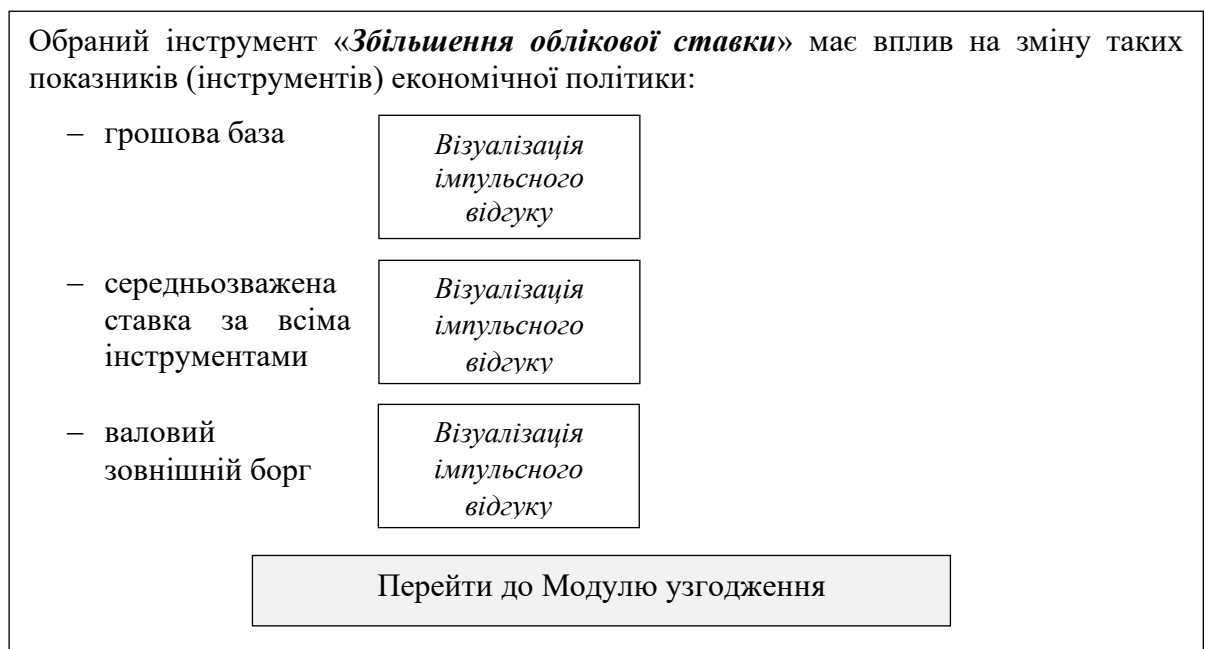 Обраний інструмент «Збільшення облікової ставки» має вплив на зміну таких
показників (інструментів) економічної політики:
– грошова база
Візуалізація
імпульсного
відгуку
– середньозважена
ставка за всіма
інструментами
Візуалізація
імпульсного
відгуку
– валовий
зовнішній борг
Візуалізація
імпульсного
відгуку
Перейти до Модулю узгодження